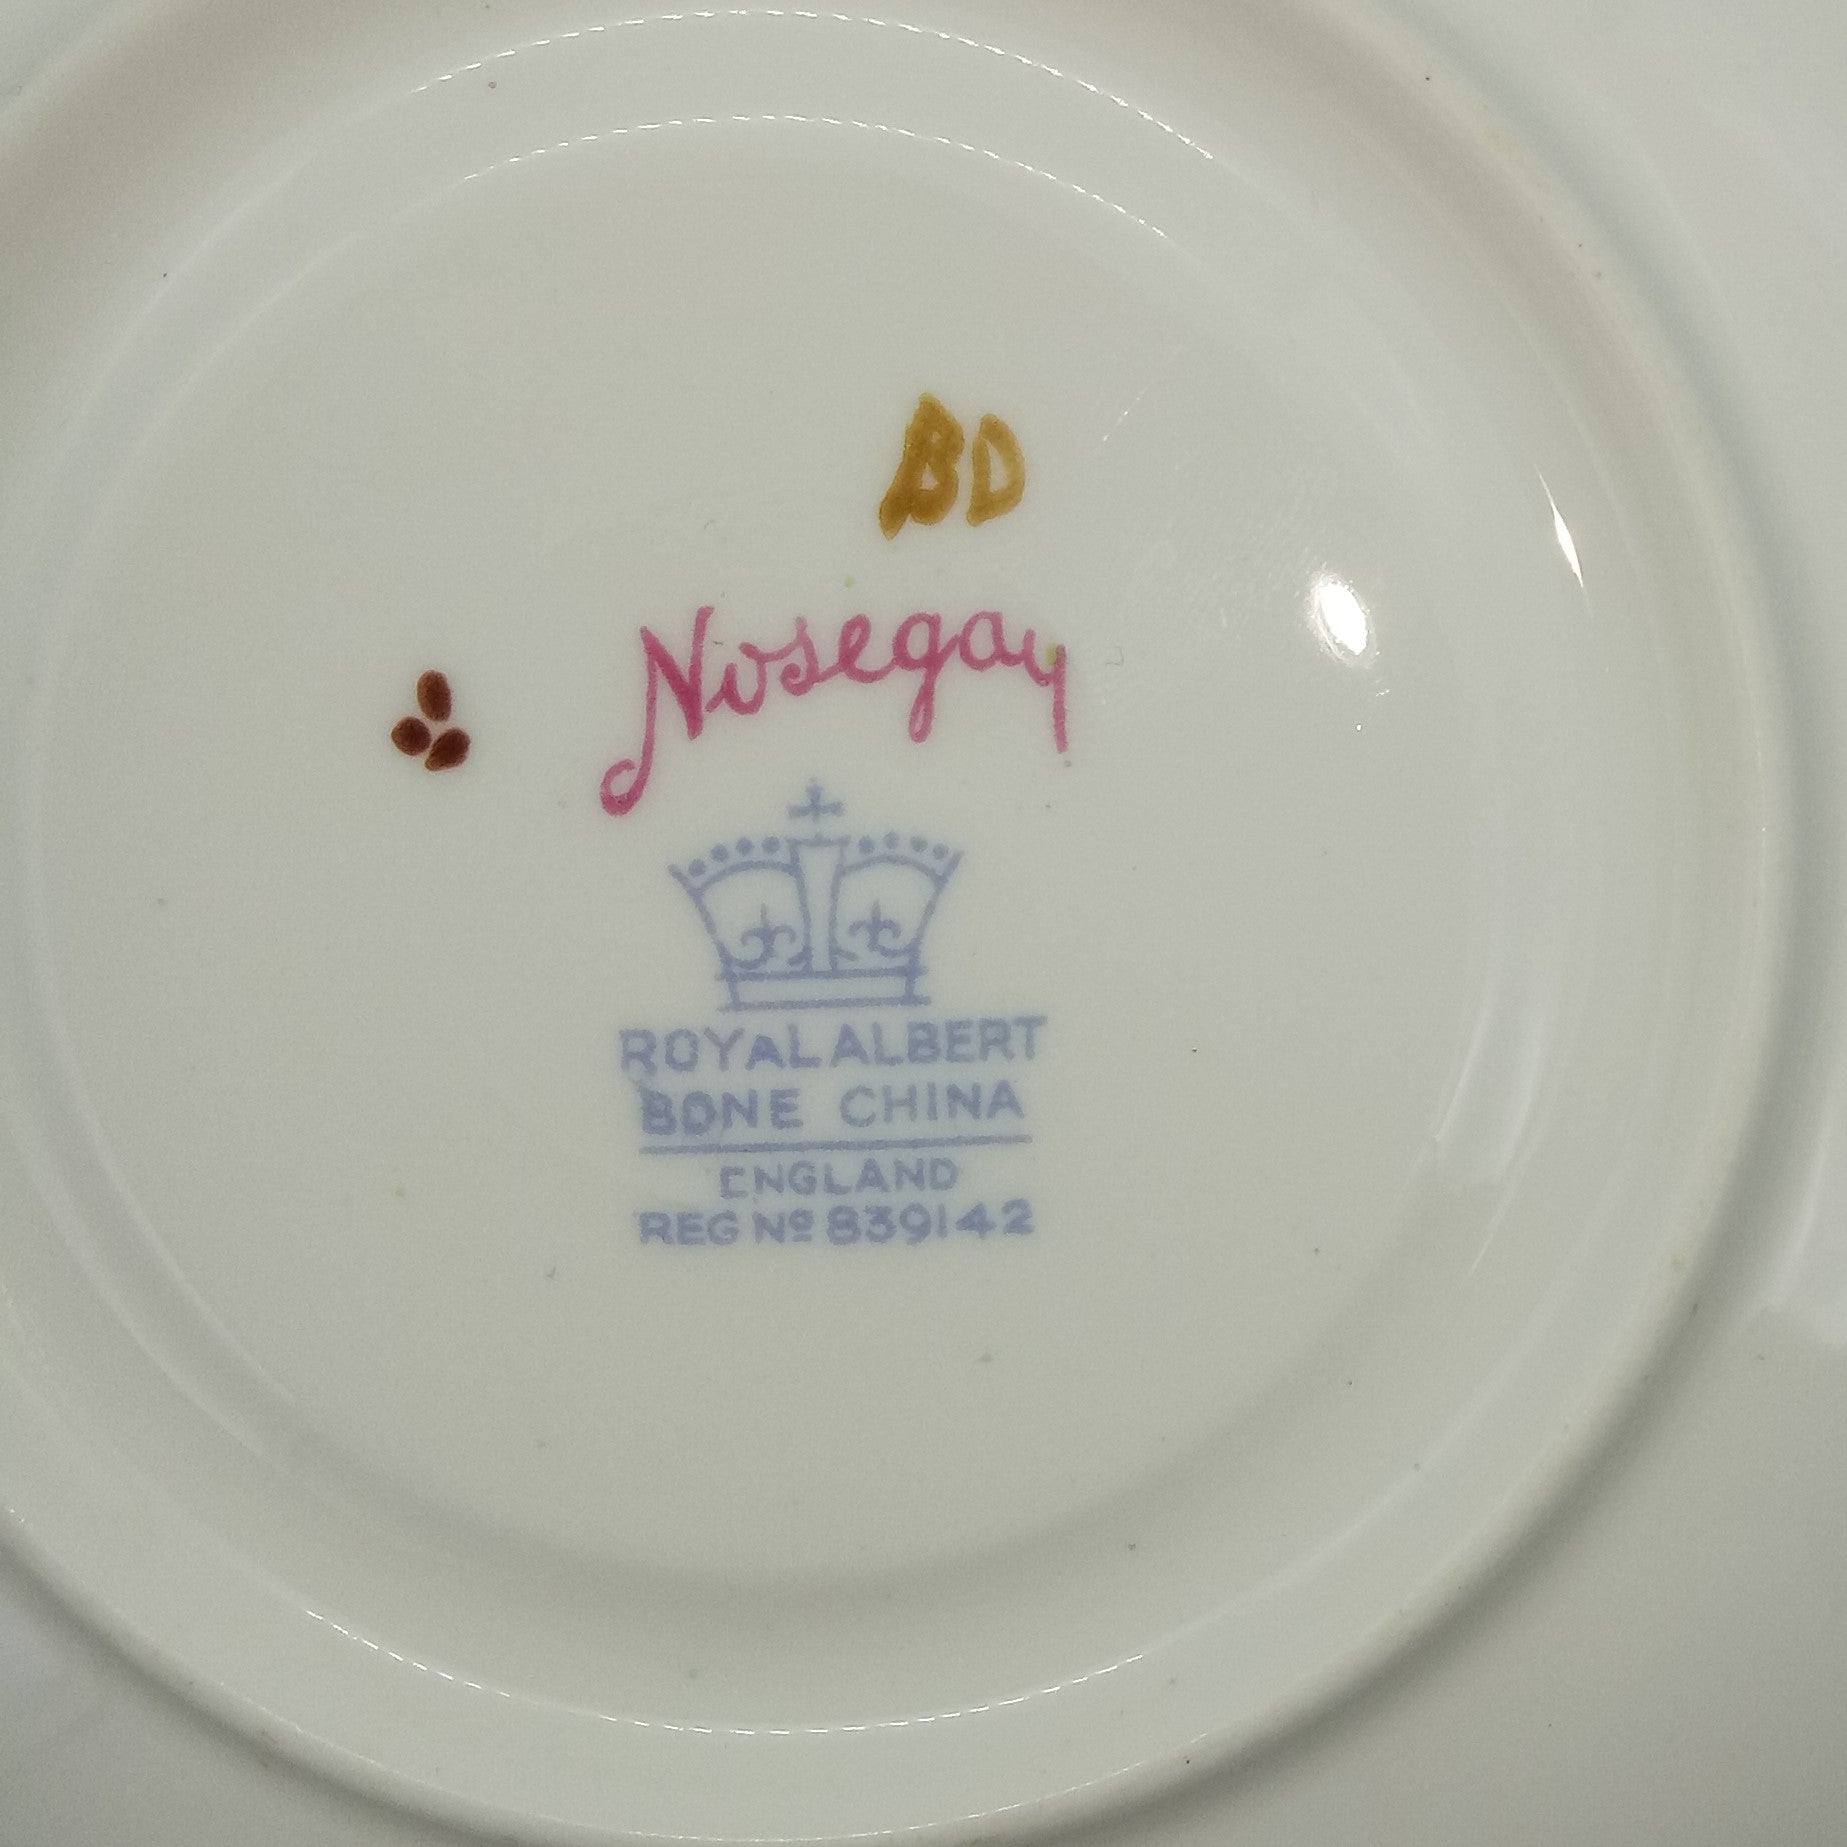 BD
Nosegay
ROYAL ALBERT
BONE CHINA
ENGLAND
REG Nº 839142